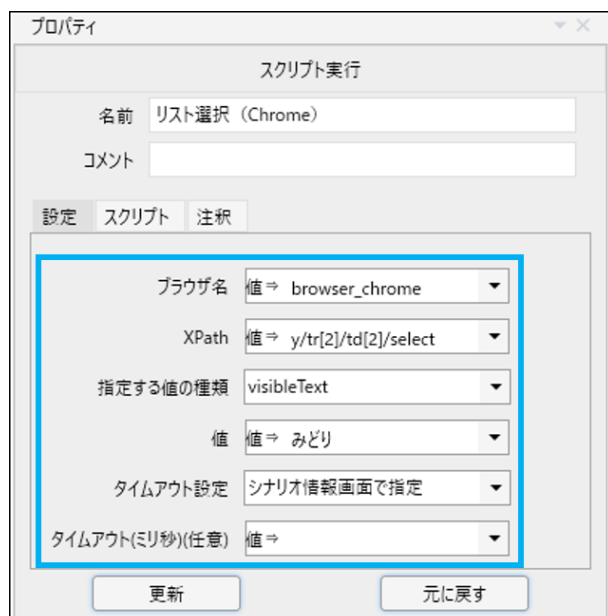 プロパティ
スクリプト実行
名前 リスト選択（Chrome）
コメント
設定 スクリプト 注釈
ブラウザ名 値⇒ browser_chrome
XPath 値⇒ y/tr[2]/td[2]/select
指定する値の種類 visibleText
値 値⇒ みどり
タイムアウト設定 シナリオ情報画面で指定
タイムアウト(ミリ秒)(任意) 値⇒
更新 元に戻す